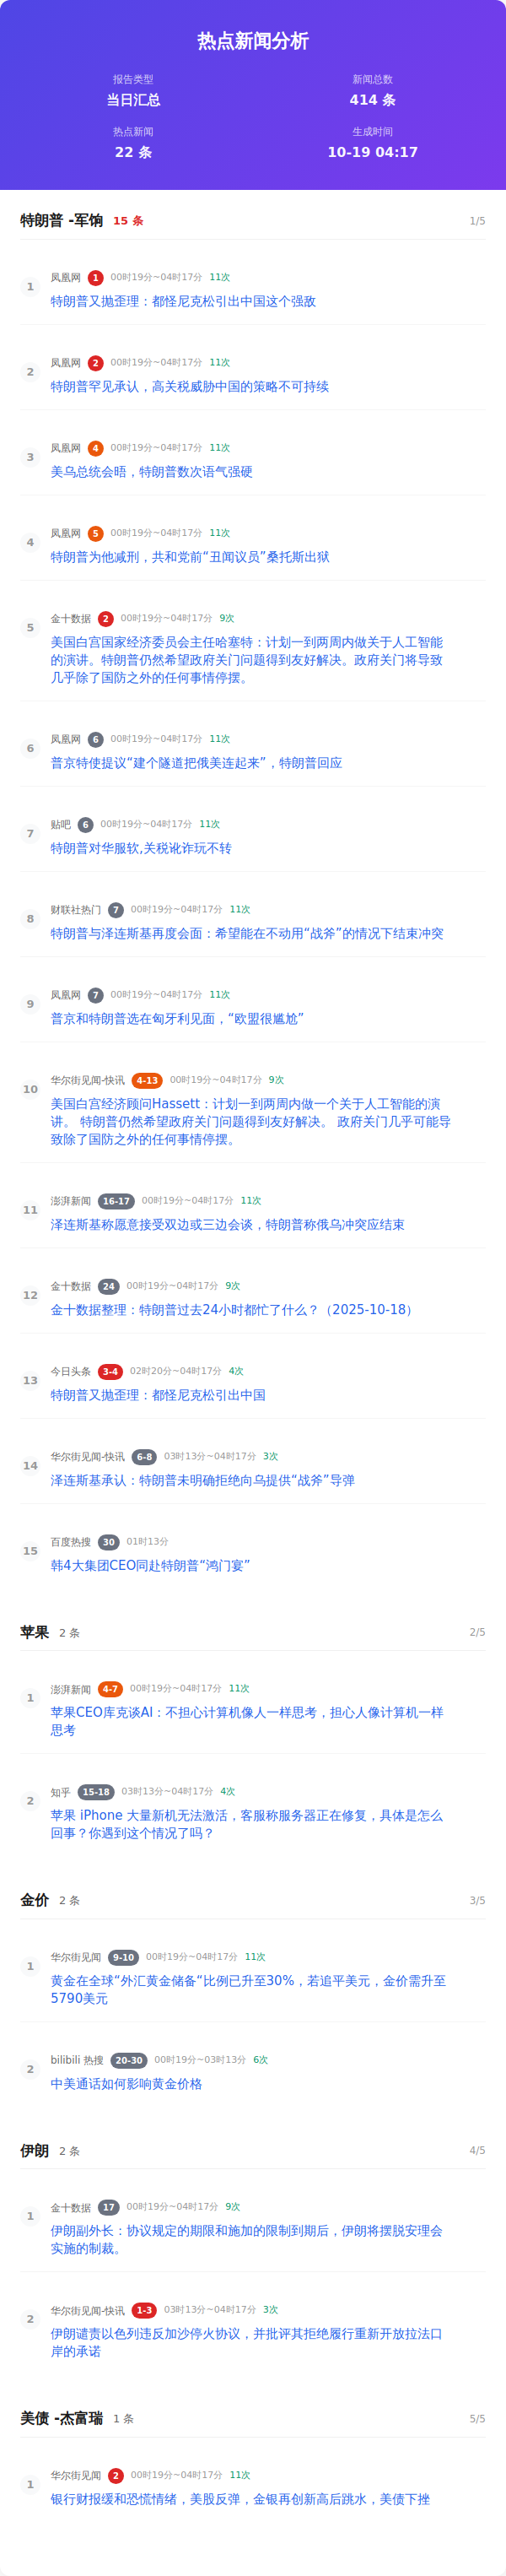 热点新闻分析
报告类型
新闻总数
当日汇总
414 条
热点新闻
生成时间
22 条
10-19 04:17
特朗普 -军饷 15 条 1/5
1
凤凰网 1 00时19分~04时17分 11次
特朗普又抛歪理：都怪尼克松引出中国这个强敌
2
凤凰网 2 00时19分~04时17分 11次
特朗普罕见承认，高关税威胁中国的策略不可持续
3
凤凰网 4 00时19分~04时17分 11次
美乌总统会晤，特朗普数次语气强硬
4
凤凰网 5 00时19分~04时17分 11次
特朗普为他减刑，共和党前“丑闻议员”桑托斯出狱
5
金十数据 2 00时19分~04时17分 9次
美国白宫国家经济委员会主任哈塞特：计划一到两周内做关于人工智能
的演讲。特朗普仍然希望政府关门问题得到友好解决。政府关门将导致
几乎除了国防之外的任何事情停摆。
6
凤凰网 6 00时19分~04时17分 11次
普京特使提议“建个隧道把俄美连起来”，特朗普回应
7
贴吧 6 00时19分~04时17分 11次
特朗普对华服软,关税讹诈玩不转
8
财联社热门 7 00时19分~04时17分 11次
特朗普与泽连斯基再度会面：希望能在不动用“战斧”的情况下结束冲突
9
凤凰网 7 00时19分~04时17分 11次
普京和特朗普选在匈牙利见面，“欧盟很尴尬”
10
华尔街见闻-快讯 4-13 00时19分~04时17分 9次
美国白宫经济顾问Hassett：计划一到两周内做一个关于人工智能的演
讲。 特朗普仍然希望政府关门问题得到友好解决。 政府关门几乎可能导
致除了国防之外的任何事情停摆。
11
澎湃新闻 16-17 00时19分~04时17分 11次
泽连斯基称愿意接受双边或三边会谈，特朗普称俄乌冲突应结束
12
金十数据 24 00时19分~04时17分 9次
金十数据整理：特朗普过去24小时都忙了什么？（2025-10-18）
13
今日头条 3-4 02时20分~04时17分 4次
特朗普又抛歪理：都怪尼克松引出中国
14
华尔街见闻-快讯 6-8 03时13分~04时17分 3次
泽连斯基承认：特朗普未明确拒绝向乌提供“战斧”导弹
15
百度热搜 30 01时13分
韩4大集团CEO同赴特朗普“鸿门宴”
苹果 2 条 2/5
1
澎湃新闻 4-7 00时19分~04时17分 11次
苹果CEO库克谈AI：不担心计算机像人一样思考，担心人像计算机一样
思考
2
知乎 15-18 03时13分~04时17分 4次
苹果 iPhone 大量新机无法激活，客服称服务器正在修复，具体是怎么
回事？你遇到这个情况了吗？
金价 2 条 3/5
1
华尔街见闻 9-10 00时19分~04时17分 11次
黄金在全球“外汇黄金储备“比例已升至30%，若追平美元，金价需升至
5790美元
2
bilibili 热搜 20-30 00时19分~03时13分 6次
中美通话如何影响黄金价格
伊朗 2 条 4/5
1
金十数据 17 00时19分~04时17分 9次
伊朗副外长：协议规定的期限和施加的限制到期后，伊朗将摆脱安理会
实施的制裁。
2
华尔街见闻-快讯 1-3 03时13分~04时17分 3次
伊朗谴责以色列违反加沙停火协议，并批评其拒绝履行重新开放拉法口
岸的承诺
美债 -杰富瑞 1 条 5/5
1
华尔街见闻 2 00时19分~04时17分 11次
银行财报缓和恐慌情绪，美股反弹，金银再创新高后跳水，美债下挫